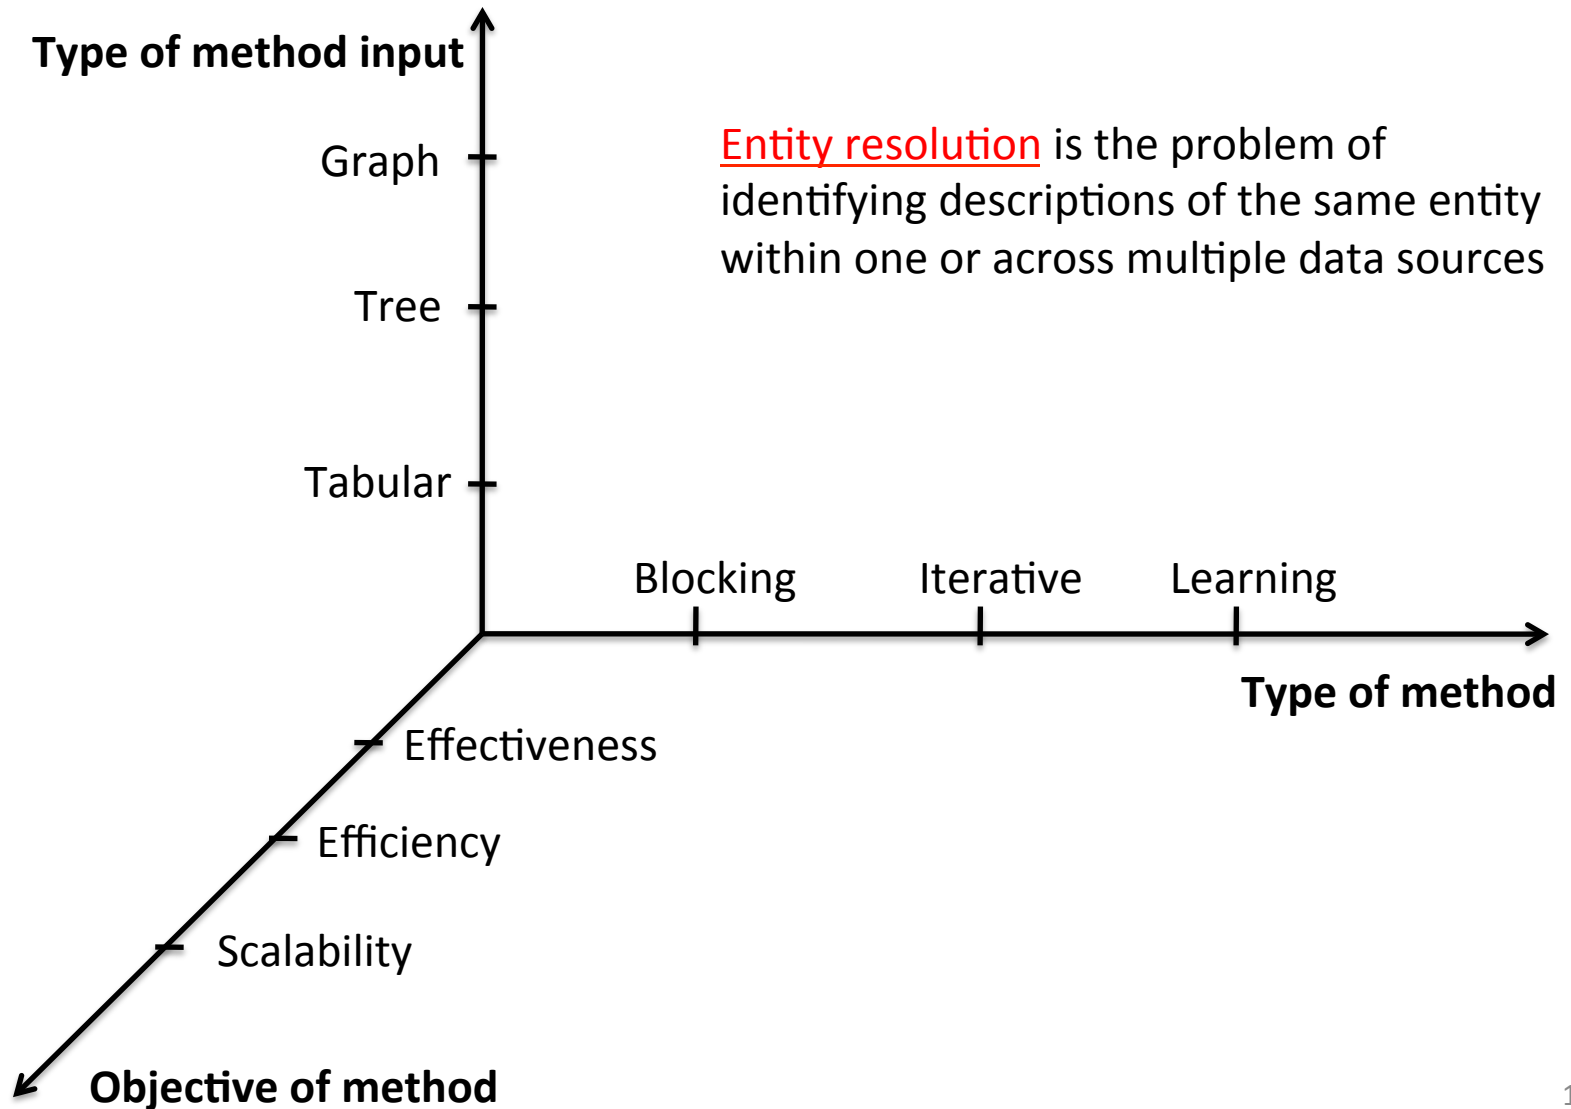 Type of method input
Graph
Entity resolution is the problem of
identifying descriptions of the same entity
within one or across multiple data sources
Tree
Tabular
Blocking
Iterative
Learning
Type of method
Effectiveness
Efficiency
Scalability
Objective of method
1